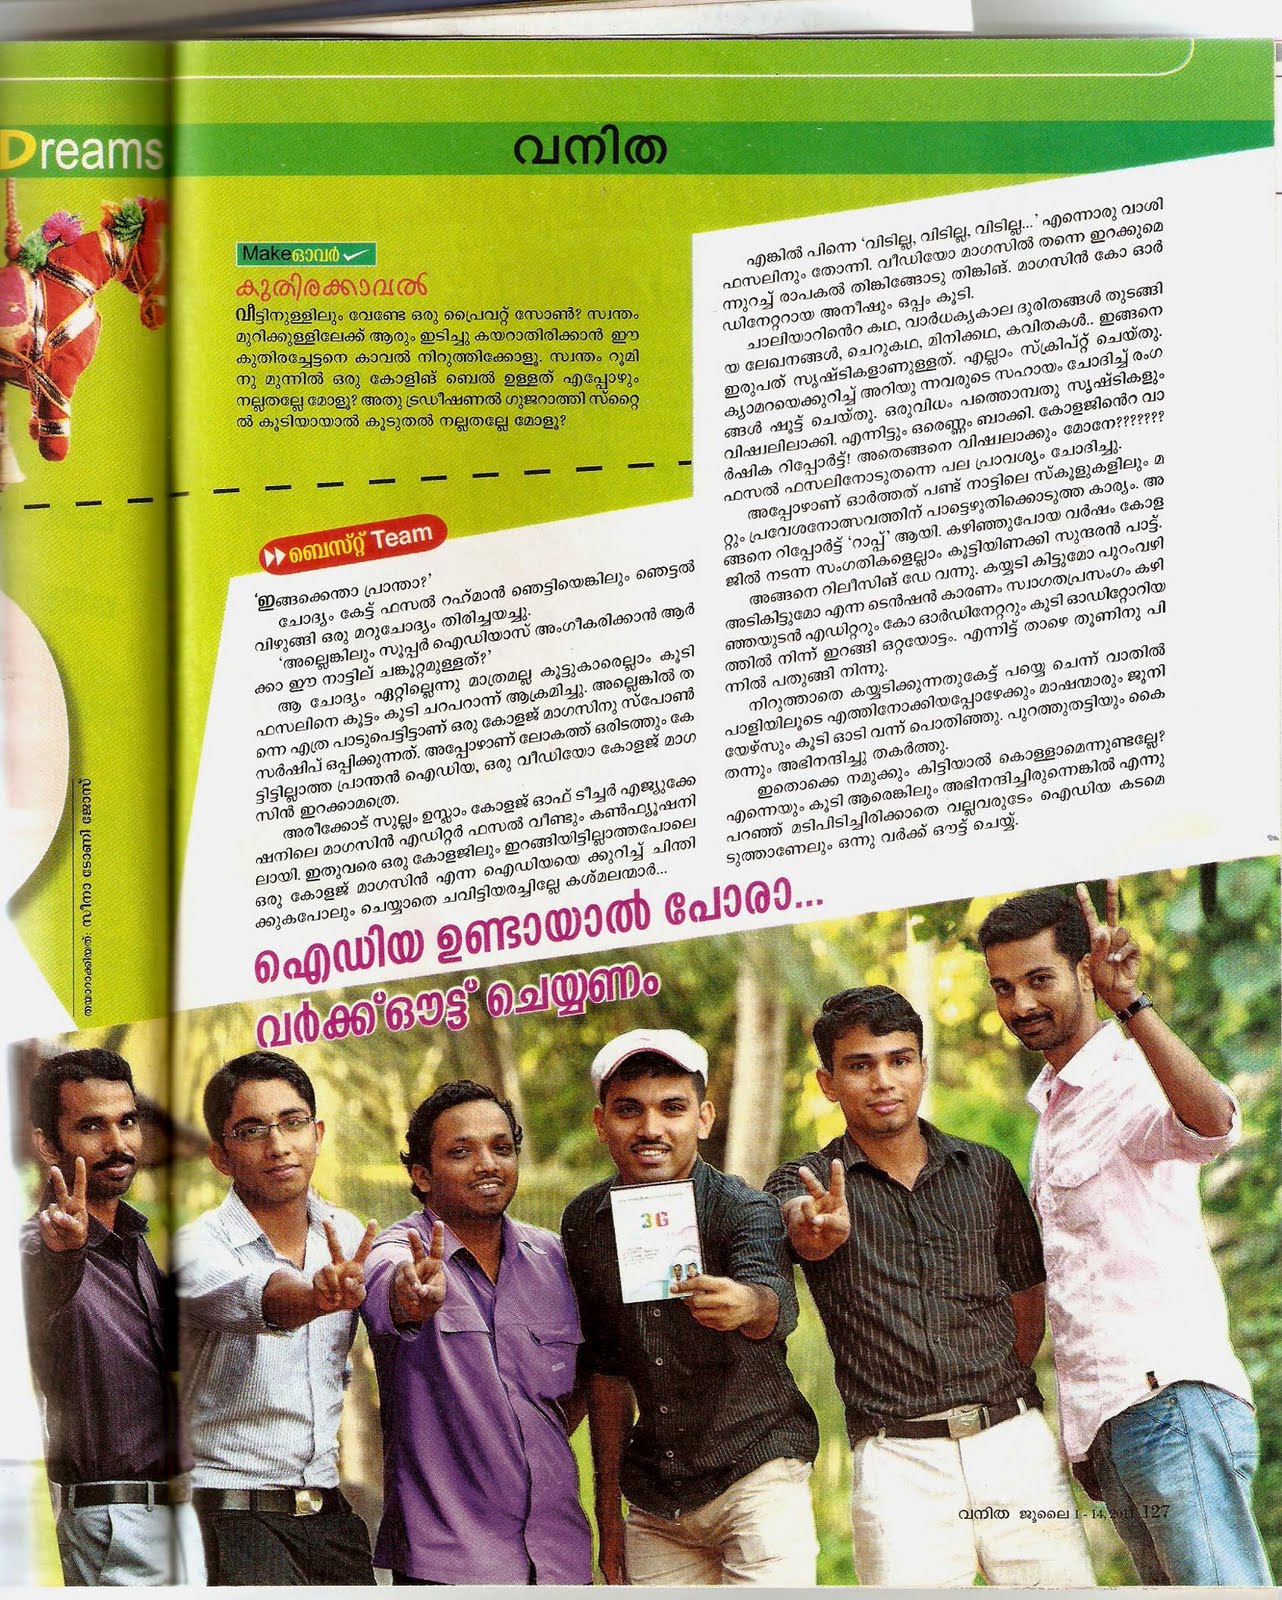 Dreams
വനിത
Makeഓവർ
കുതിരക്കാവൽ
വീട്ടിനുള്ളിലും വേണ്ടേ ഒരു പ്രൈവറ്റ് സോൺ? സ്വന്തം
മുറിക്കുള്ളിലേക്ക് ആരും ഇടിച്ചു കയറാതിരിക്കാൻ ഈ
കുതിരച്ചേട്ടനെ കാവൽ നിറുത്തിക്കോളൂ. സ്വന്തം റൂമി
നു മുന്നിൽ ഒരു കോളിങ് ബെൽ ഉള്ളത് എപ്പോഴും
നല്ലതല്ലേ മോളൂ? അതു ട്രഡീഷണൽ ഗുജറാത്തി സ്റ്റൈ
ൽ കൂടിയായാൽ കൂടുതൽ നല്ലതല്ലേ മോളൂ?
ബെസ്റ്റ് Team
‘ഇങ്ങക്കെന്താ പ്രാന്താ?’
ചോദ്യം കേട്ട് ഫസൽ റഹ്മാൻ ഞെട്ടിയെങ്കിലും ഞെട്ടൽ
വിഴുങ്ങി ഒരു മറുചോദ്യം തിരിച്ചയച്ചു.
‘അല്ലെങ്കിലും സൂപ്പർ ഐഡിയാസ് അംഗീകരിക്കാൻ ആർ
ക്കാ ഈ നാട്ടില് ചങ്കൂറ്റമുള്ളത്?’
ആ ചോദ്യം ഏറ്റില്ലെന്നു മാത്രമല്ല കൂട്ടുകാരെല്ലാം കൂടി
ഫസലിനെ കൂട്ടം കൂടി ചറപറാന്ന് ആക്രമിച്ചു. അല്ലെങ്കിൽ ത
ന്നെ എത്ര പാടുപെട്ടിട്ടാണ് ഒരു കോളജ് മാഗസിനു സ്പോൺ
സർഷിപ് ഒപ്പിക്കുന്നത്. അപ്പോഴാണ് ലോകത്ത് ഒരിടത്തും കേ
ട്ടിട്ടില്ലാത്ത പ്രാന്തൻ ഐഡിയ, ഒരു വീഡിയോ കോളജ് മാഗ
സിൻ ഇറക്കാമത്രെ.
അരീക്കോട് സുല്ലം ഉസ്സലാം കോളജ് ഓഫ് ടീച്ചർ എജ്യുക്കേ
ഷനിലെ മാഗസിൻ എഡിറ്റർ ഫസൽ വീണ്ടും കൺഫ്യൂഷനി
ലായി. ഇതുവരെ ഒരു കോളജിലും ഇറങ്ങിയിട്ടില്ലാത്തപോലെ
ഒരു കോളജ് മാഗസിൻ എന്ന ഐഡിയയെ ക്കുറിച്ച് ചിന്തി
ക്കുകപോലും ചെയ്യാതെ ചവിട്ടിയരച്ചില്ലേ കശ്മലന്മാർ...
എങ്കിൽ പിന്നെ ‘വിടില്ല, വിടില്ല, വിടില്ല...’ എന്നൊരു വാശി
ഫസലിനും തോന്നി. വീഡിയോ മാഗസിൽ തന്നെ ഇറക്കുമെ
ന്നുറച്ച് രാപകൽ തിങ്കിങ്ങോടു തിങ്കിങ്. മാഗസിൻ കോ ഓർ
ഡിനേറ്ററായ അനീഷും ഒപ്പം കൂടി.
ചാലിയാറിൻെറ കഥ, വാർധക്യകാല ദുരിതങ്ങൾ തുടങ്ങി
യ ലേഖനങ്ങൾ, ചെറുകഥ, മിനിക്കഥ, കവിതകൾ.. ഇങ്ങനെ
ഇരുപത് സൃഷ്ടികളാണുള്ളത്. എല്ലാം സ്ക്രിപ്റ്റ് ചെയ്തു.
ക്യാമറയെക്കുറിച്ച് അറിയു ന്നവരുടെ സഹായം ചോദിച്ച് രംഗ
ങ്ങൾ ഷൂട്ട് ചെയ്തു. ഒരുവിധം പത്തൊമ്പതു സൃഷ്ടികളും
വിഷ്വലിലാക്കി. എന്നിട്ടും ഒരെണ്ണം ബാക്കി. കോളജിൻെറ വാ
ർഷിക റിപ്പോർട്ട്! അതെങ്ങനെ വിഷ്വലാക്കും മോനേ???????
ഫസൽ ഫസലിനോടുതന്നെ പല പ്രാവശ്യം ചോദിച്ചു.
അപ്പോഴാണ് ഓർത്തത് പണ്ട് നാട്ടിലെ സ്കൂളുകളിലും മ
റ്റും പ്രവേശനോത്സവത്തിന് പാട്ടെഴുതിക്കൊടുത്ത കാര്യം. അ
ങ്ങനെ റിപ്പോർട്ട് ‘റാപ്പ്’ ആയി. കഴിഞ്ഞുപോയ വർഷം കോള
ജിൽ നടന്ന സംഗതികളെല്ലാം കൂട്ടിയിണക്കി സുന്ദരൻ പാട്ട്.
അങ്ങനെ റിലീസിങ് ഡേ വന്നു. കയ്യടി കിട്ടുമോ പുറംവഴി
അടികിട്ടുമോ എന്ന ടെൻഷൻ കാരണം സ്വാഗതപ്രസംഗം കഴി
ഞ്ഞയുടൻ എഡിറ്ററും കോ ഓർഡിനേറ്ററും കൂടി ഓഡിറ്റോറിയ
ത്തിൽ നിന്ന് ഇറങ്ങി ഒറ്റയോട്ടം. എന്നിട്ട് താഴെ തൂണിനു പി
ന്നിൽ പതുങ്ങി നിന്നു.
നിറുത്താതെ കയ്യടിക്കുന്നതുകേട്ട് പയ്യെ ചെന്ന് വാതിൽ
പാളിയിലൂടെ എത്തിനോക്കിയപ്പോഴേക്കും മാഷന്മാരും ജൂനി
യേഴ്സും കൂടി ഓടി വന്ന് പൊതിഞ്ഞു. പുറത്തുതട്ടിയും കൈ
തന്നും അഭിനന്ദിച്ചു തകർത്തു.
ഇതൊക്കെ നമുക്കും കിട്ടിയാൽ കൊള്ളാമെന്നുണ്ടല്ലേ?
എന്നെയും കൂടി ആരെങ്കിലും അഭിനന്ദിച്ചിരുന്നെങ്കിൽ എന്നു
പറഞ്ഞ് മടിപിടിച്ചിരിക്കാതെ വല്ലവരുടേം ഐഡിയ കടമെ
ടുത്താണേലും ഒന്നു വർക്ക് ഔട്ട് ചെയ്യ്.
ഐഡിയ ഉണ്ടായാൽ പോരാ...
വർക്ക്ഔട്ട് ചെയ്യണം
തയാറാക്കിയത്: സീനാ ടോണി ജോസ്
3G
വനിത ജൂലൈ 1 - 14, 2011 127